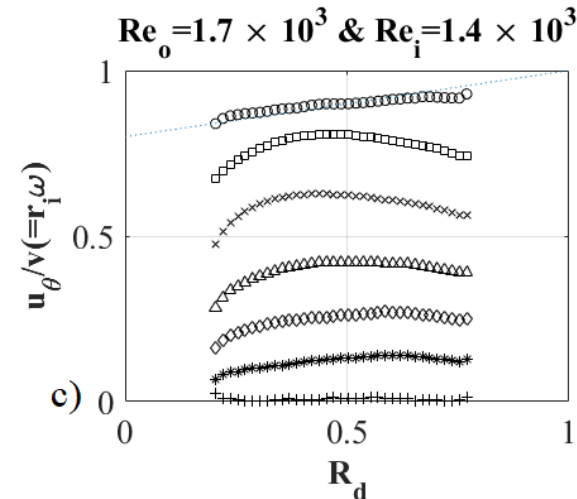 Re_o=1.7 × 10^3 & Re_i=1.4 × 10^3
1
0.5
0
u_θ/v(=r_iω)
c)
0
0.5
1
R_d